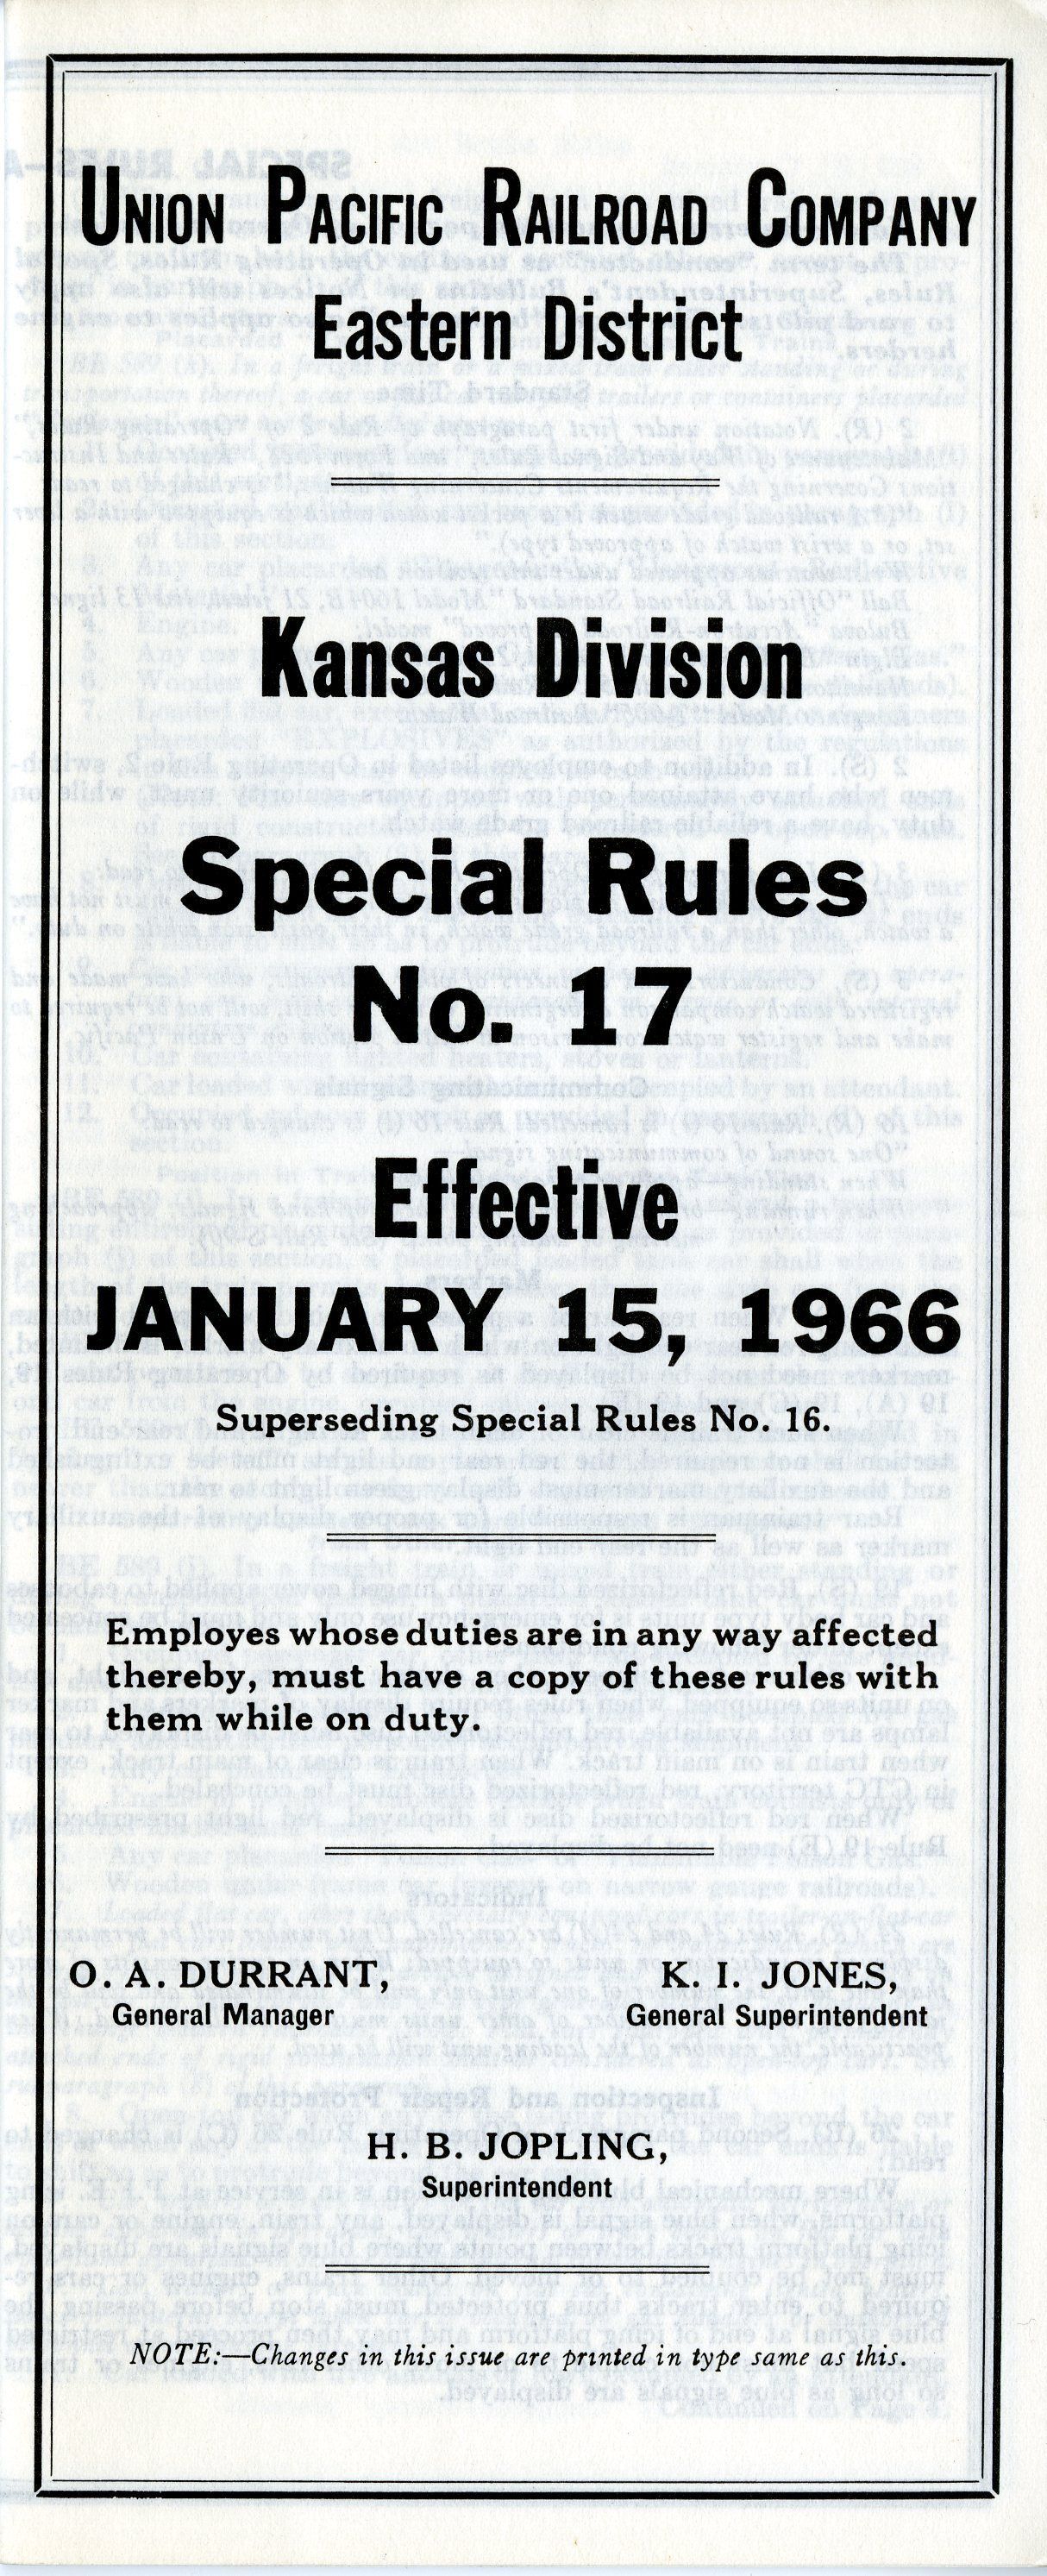 UNION PACIFIC RAILROAD COMPANY
Eastern District
Kansas Division
Special Rules
No. 17
Effective
JANUARY 15, 1966
Superseding Special Rules No. 16.
Employes whose duties are in any way affected
thereby, must have a copy of these rules with
them while on duty.
O. A. DURRANT,
General Manager
K. I. JONES,
General Superintendent
H. B. JOPLING,
Superintendent
NOTE:—Changes in this issue are printed in type same as this.